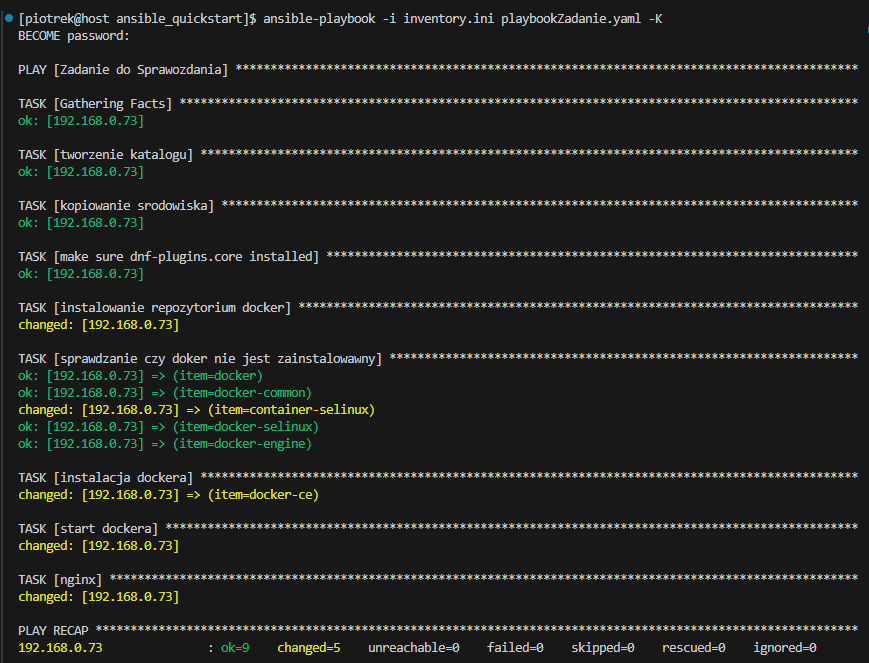 [piotrek@host ansible_quickstart]$ ansible-playbook -i inventory.ini playbookZadanie.yaml -K
BECOME password:
PLAY [Zadanie do Sprawozdania] *****************************************************************************************
TASK [Gathering Facts] *************************************************************************************************
ok: [192.168.0.73]
TASK [tworzenie katalogu] **********************************************************************************************
ok: [192.168.0.73]
TASK [kopiowanie srodowiska] *******************************************************************************************
ok: [192.168.0.73]
TASK [make sure dnf-plugins.core installed] ****************************************************************************
ok: [192.168.0.73]
TASK [instalowanie repozytorium docker] ********************************************************************************
changed: [192.168.0.73]
TASK [sprawdzanie czy doker nie jest zainstalowawny] *******************************************************************
ok: [192.168.0.73] => (item=docker)
ok: [192.168.0.73] => (item=docker-common)
changed: [192.168.0.73] => (item=container-selinux)
ok: [192.168.0.73] => (item=docker-selinux)
ok: [192.168.0.73] => (item=docker-engine)
TASK [instalacja dockera] **********************************************************************************************
changed: [192.168.0.73] => (item=docker-ce)
TASK [start dockera] ***************************************************************************************************
changed: [192.168.0.73]
TASK [nginx] ***********************************************************************************************************
changed: [192.168.0.73]
PLAY RECAP *************************************************************************************************************
192.168.0.73               : ok=9    changed=5    unreachable=0    failed=0    skipped=0    rescued=0    ignored=0